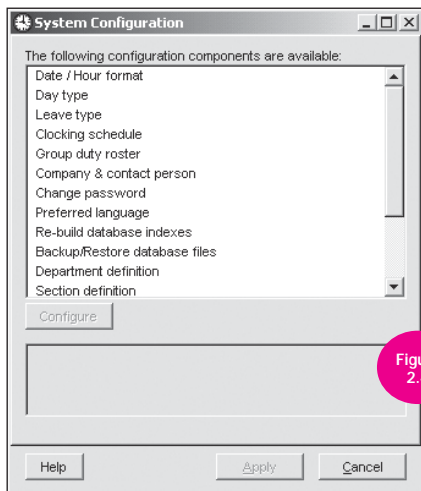 System Configuration
The following configuration components are available:
Date / Hour format
Day type
Leave type
Clocking schedule
Group duty roster
Company & contact person
Change password
Preferred language
Re-build database indexes
Backup/Restore database files
Department definition
Section definition
Configure
Help
Apply
Cancel